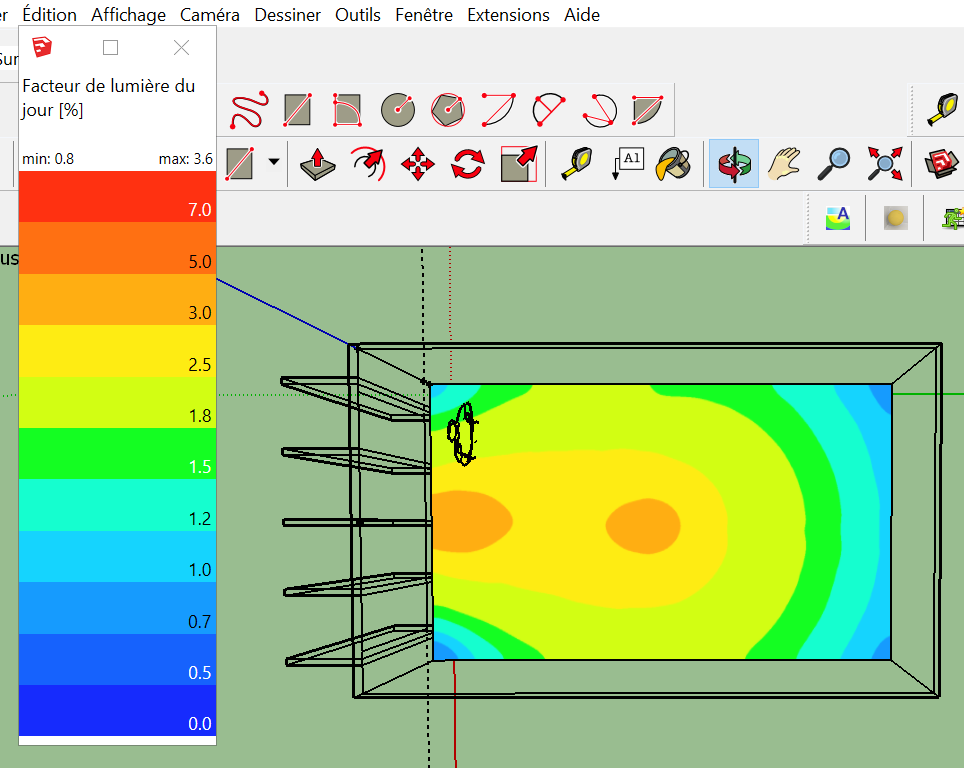 r Édition Affichage Caméra Dessiner Outils Fenêtre Extensions Aide
Sur
Facteur de lumière du
jour [%]
min: 0.8 max: 3.6
7.0
5.0
3.0
2.5
1.8
1.5
1.2
1.0
0.7
0.5
0.0
A1
A
us